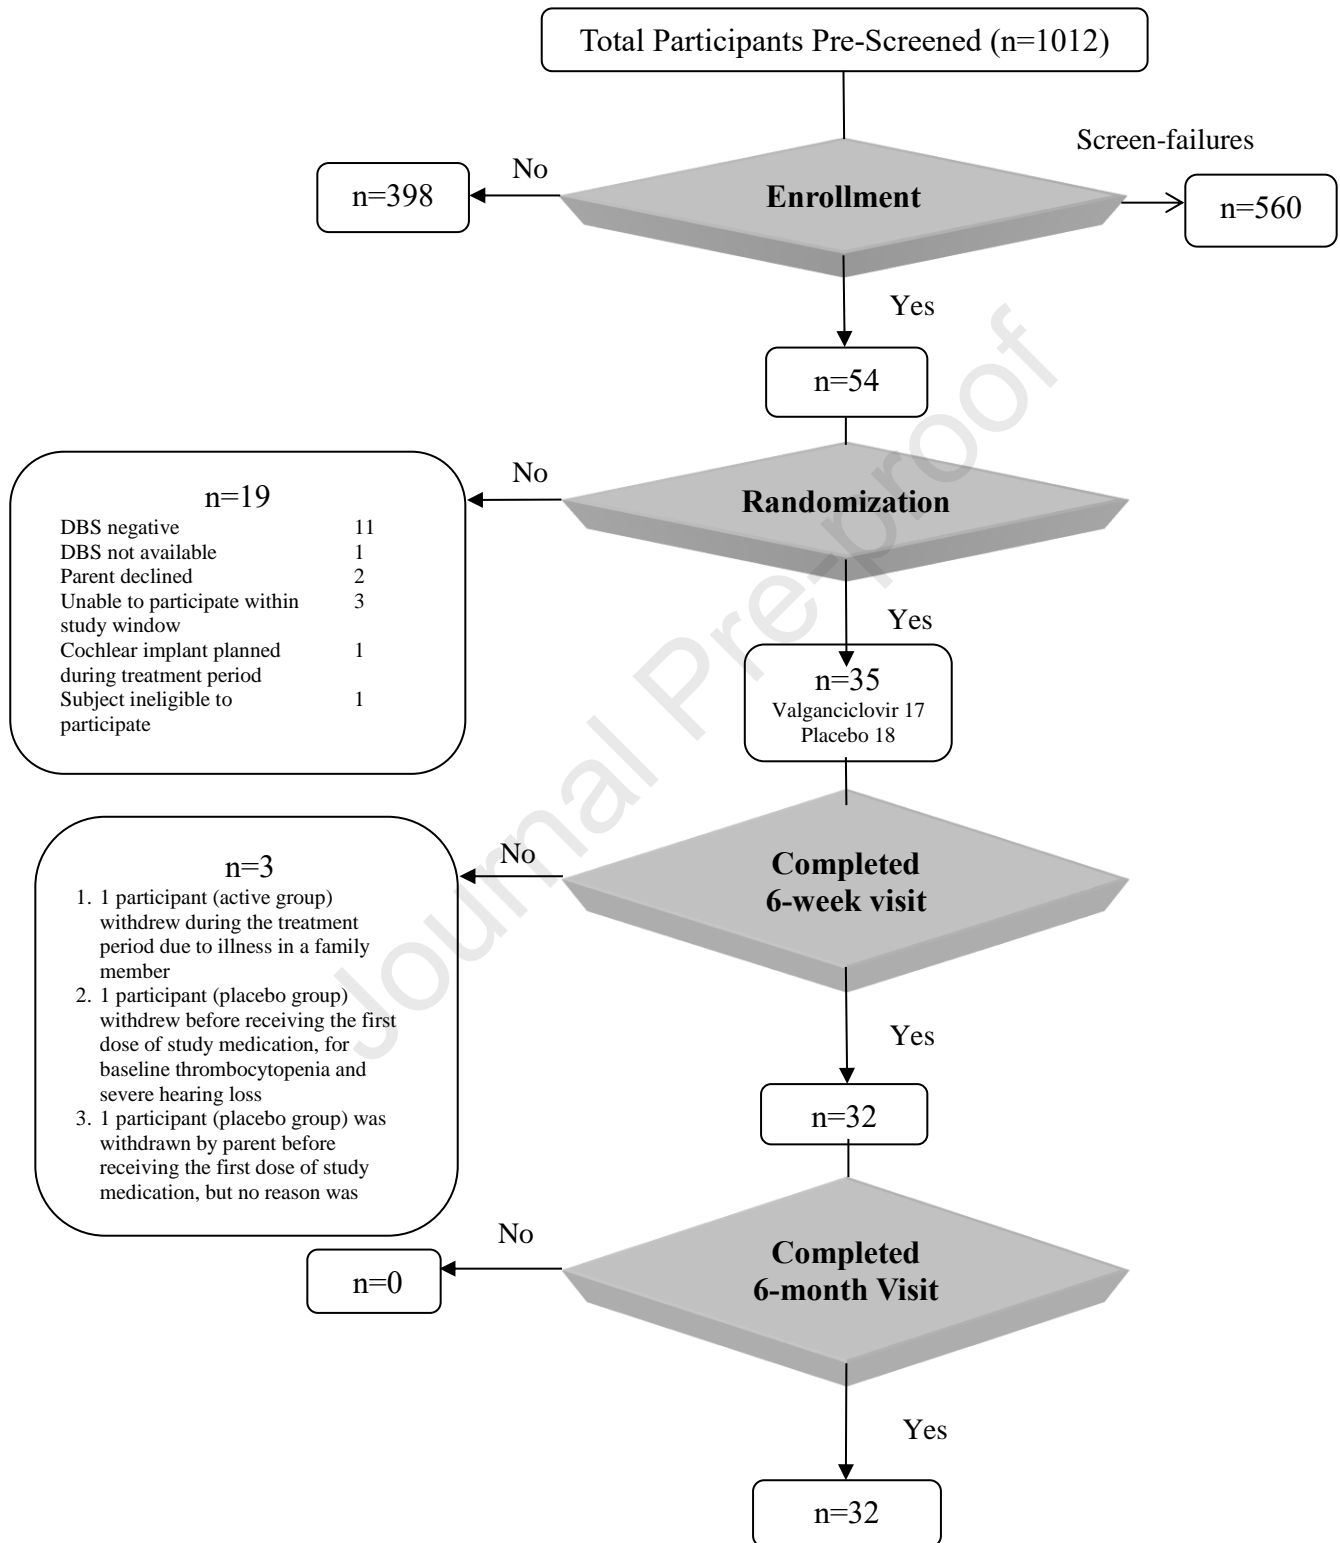 Total Participants Pre-Screened (n=1012)
Screen-failures
No
n=398
Enrollment
n=560
Yes
n=54
No
Randomization
n=19
DBS negative 11
DBS not available 1
Parent declined 2
Unable to participate within 3
study window
Cochlear implant planned 1
during treatment period
Subject ineligible to 1
participate
Yes
n=35
Valganciclovir 17
Placebo 18
No
Completed
6-week visit
n=3
1. 1 participant (active group)
withdrew during the treatment
period due to illness in a family
member
2. 1 participant (placebo group)
withdrew before receiving the first
dose of study medication, for
baseline thrombocytopenia and
severe hearing loss
3. 1 participant (placebo group) was
withdrawn by parent before
receiving the first dose of study
medication, but no reason was
Yes
n=32
No
Completed
6-month Visit
n=0
Yes
n=32
Journal Pre-proof